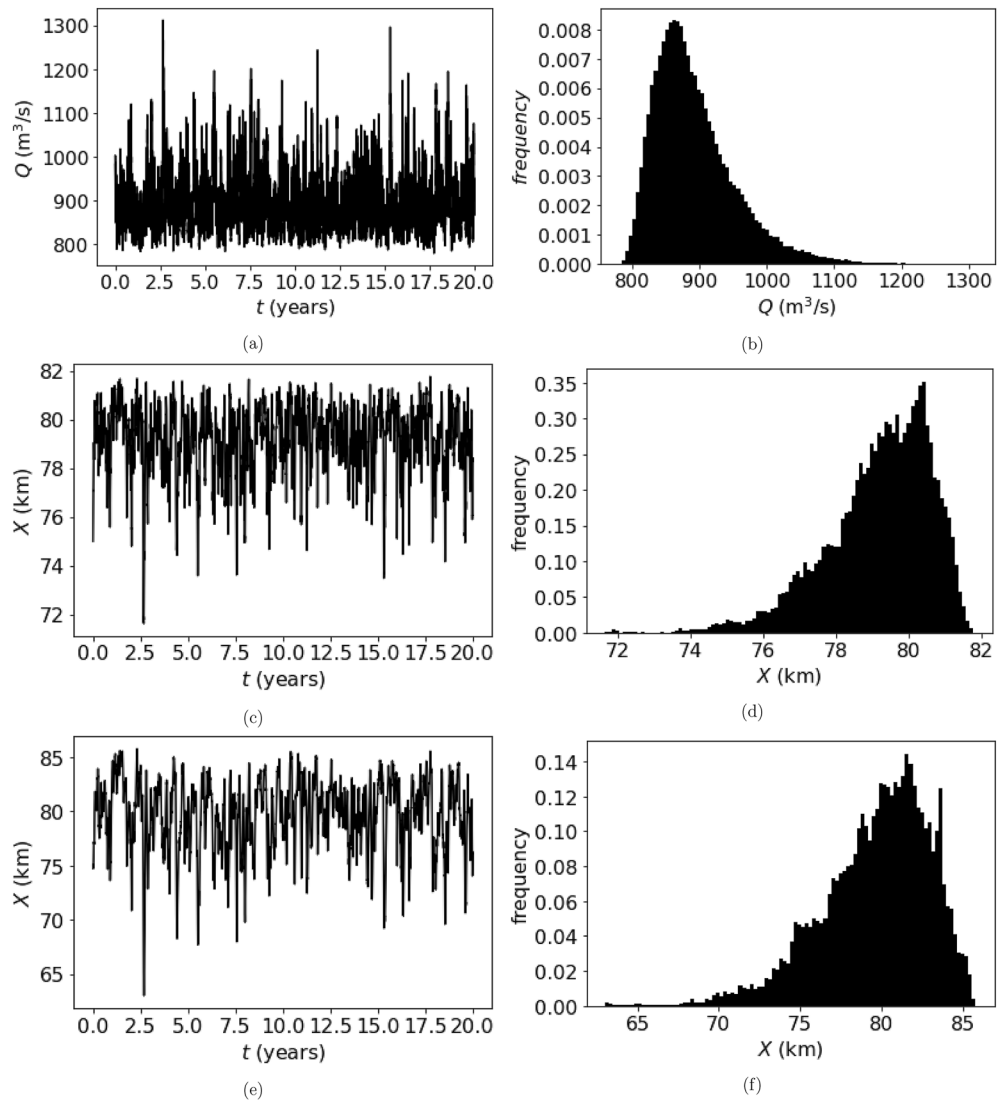 1300
1200
1100
1000
900
800
Q (m³/s)
0.0 2.5 5.0 7.5 10.0 12.5 15.0 17.5 20.0
t (years)
(a)
0.008
0.007
0.006
0.005
0.004
0.003
0.002
0.001
0.000
frequency
800 900 1000 1100 1200 1300
Q (m³/s)
(b)
82
80
78
76
74
72
X (km)
0.0 2.5 5.0 7.5 10.0 12.5 15.0 17.5 20.0
t (years)
(c)
0.35
0.30
0.25
0.20
0.15
0.10
0.05
0.00
frequency
72 74 76 78 80 82
X (km)
(d)
85
80
75
70
65
X (km)
0.0 2.5 5.0 7.5 10.0 12.5 15.0 17.5 20.0
t (years)
(e)
0.14
0.12
0.10
0.08
0.06
0.04
0.02
0.00
frequency
65 70 75 80 85
X (km)
(f)